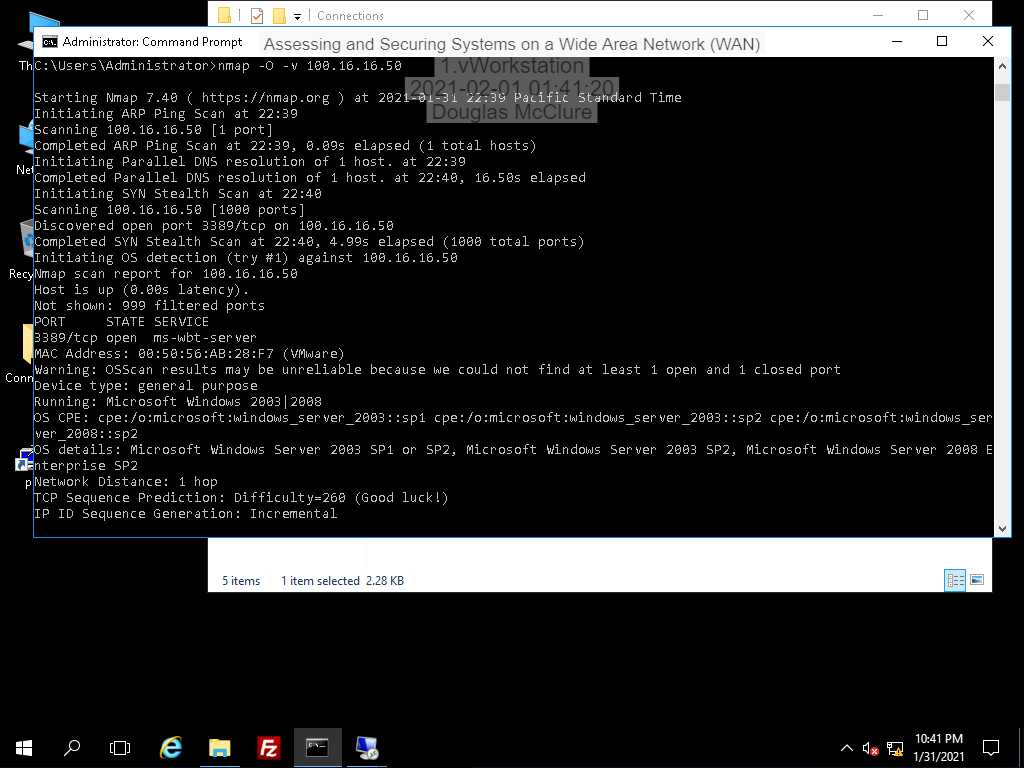 Connections
Administrator: Command Prompt
Assessing and Securing Systems on a Wide Area Network (WAN)
1.vWorkstation
2021-02-01 01:41:20
Douglas McClure
Th
C:\Users\Administrator>nmap -O -v 100.16.16.50
Starting Nmap 7.40 ( https://nmap.org ) at 2021-01-31 22:39 Pacific Standard Time
Initiating ARP Ping Scan at 22:39
Scanning 100.16.16.50 [1 port]
Completed ARP Ping Scan at 22:39, 0.09s elapsed (1 total hosts)
Initiating Parallel DNS resolution of 1 host. at 22:39
Net
Completed Parallel DNS resolution of 1 host. at 22:40, 16.50s elapsed
Initiating SYN Stealth Scan at 22:40
Scanning 100.16.16.50 [1000 ports]
Discovered open port 3389/tcp on 100.16.16.50
Completed SYN Stealth Scan at 22:40, 4.99s elapsed (1000 total ports)
Initiating OS detection (try #1) against 100.16.16.50
Recy
Nmap scan report for 100.16.16.50
Host is up (0.00s latency).
Not shown: 999 filtered ports
PORT     STATE SERVICE
3389/tcp open  ms-wbt-server
MAC Address: 00:50:56:AB:28:F7 (VMware)
Warning: OSScan results may be unreliable because we could not find at least 1 open and 1 closed port
Conn
Device type: general purpose
Running: Microsoft Windows 2003|2008
OS CPE: cpe:/o:microsoft:windows_server_2003::sp1 cpe:/o:microsoft:windows_server_2003::sp2 cpe:/o:microsoft:windows_ser
ver_2008::sp2
OS details: Microsoft Windows Server 2003 SP1 or SP2, Microsoft Windows Server 2003 SP2, Microsoft Windows Server 2008 E
nterprise SP2
Network Distance: 1 hop
p
TCP Sequence Prediction: Difficulty=260 (Good luck!)
IP ID Sequence Generation: Incremental
5 items 1 item selected 2.28 KB
10:41 PM
1/31/2021